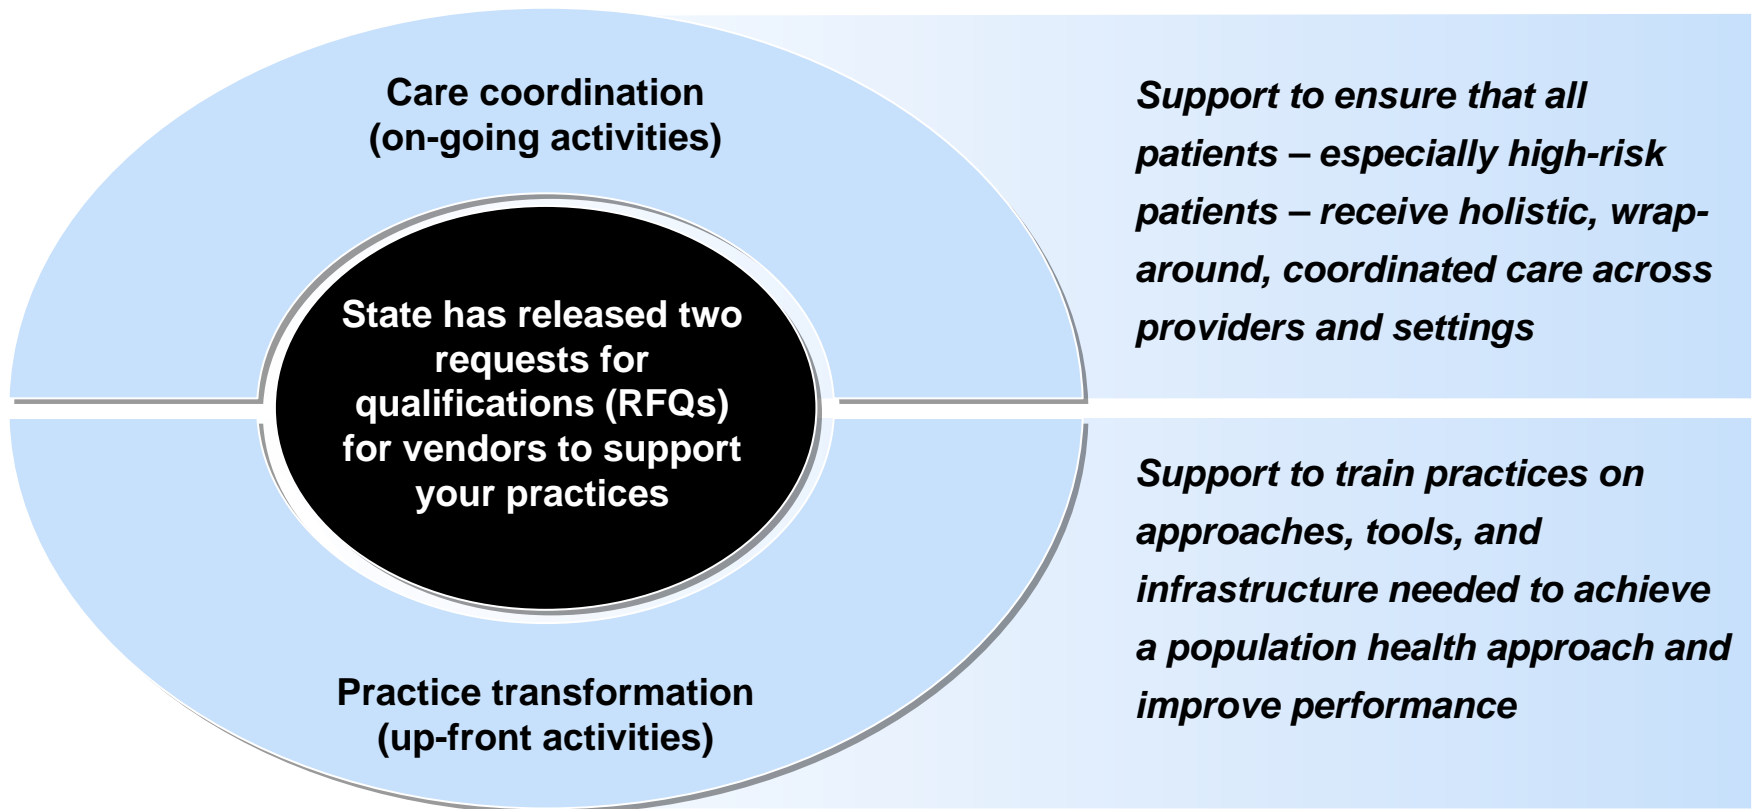 Care coordination
(on-going activities)
Support to ensure that all
patients – especially high-risk
patients – receive holistic, wrap-
around, coordinated care across
providers and settings
State has released two
requests for
qualifications (RFQs)
for vendors to support
your practices
Practice transformation
(up-front activities)
Support to train practices on
approaches, tools, and
infrastructure needed to achieve
a population health approach and
improve performance